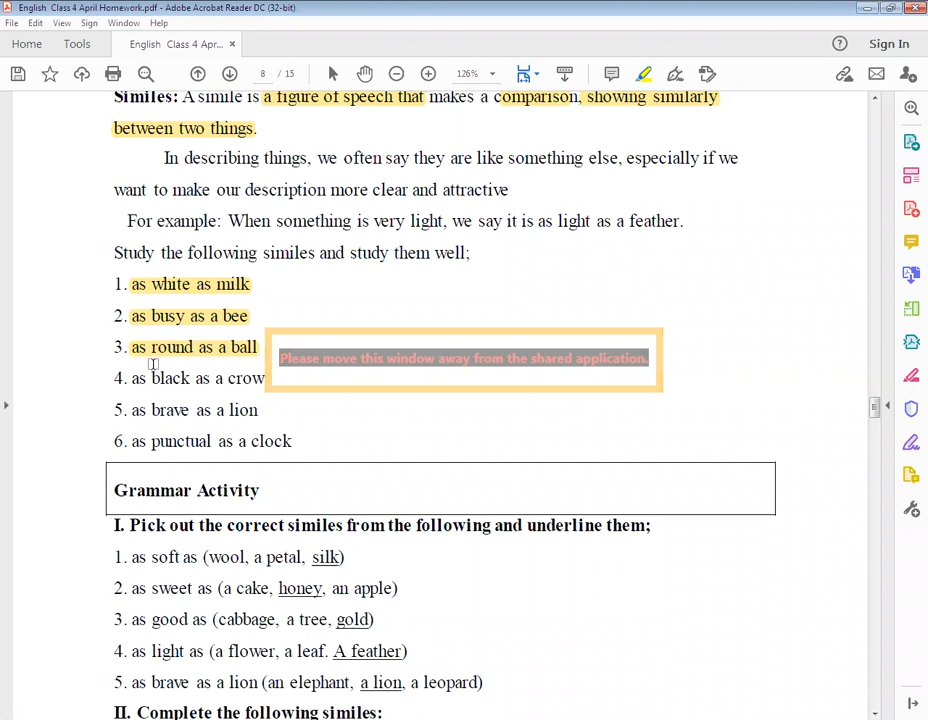 English Class 4 April Homework.pdf - Adobe Acrobat Reader DC (32-bit)
File Edit View Sign Window Help
Home Tools English Class 4 Apr... × Sign In
8 / 15 126%
Similes: A simile is a figure of speech that makes a comparison, showing similarly
between two things.
In describing things, we often say they are like something else, especially if we
want to make our description more clear and attractive
For example: When something is very light, we say it is as light as a feather.
Study the following similes and study them well;
1. as white as milk
2. as busy as a bee
3. as round as a ball
Please move this window away from the shared application.
4. as black as a crow
5. as brave as a lion
6. as punctual as a clock
Grammar Activity
I. Pick out the correct similes from the following and underline them;
1. as soft as (wool, a petal, silk)
2. as sweet as (a cake, honey, an apple)
3. as good as (cabbage, a tree, gold)
4. as light as (a flower, a leaf. A feather)
5. as brave as a lion (an elephant, a lion, a leopard)
II. Complete the following similes: